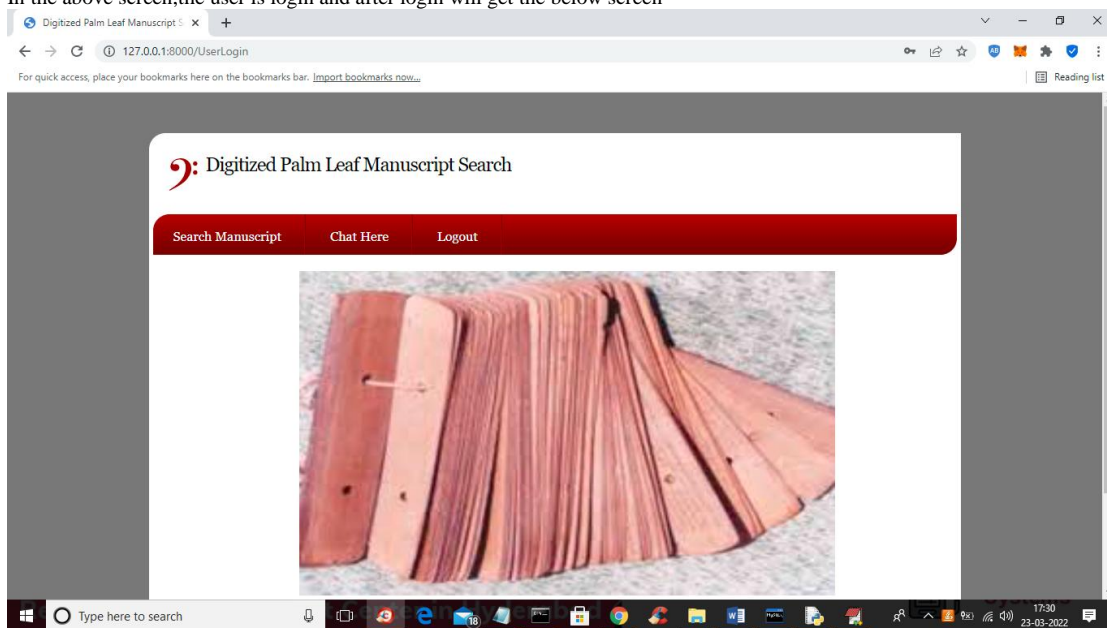 In the above screen,the user is login and after login will get the below screen
Digitized Palm Leaf Manuscript S
127.0.0.1:8000/UserLogin
For quick access, place your bookmarks here on the bookmarks bar. Import bookmarks now...
Reading list
Digitized Palm Leaf Manuscript Search
Search Manuscript Chat Here Logout
Type here to search
18
17:30
23-03-2022